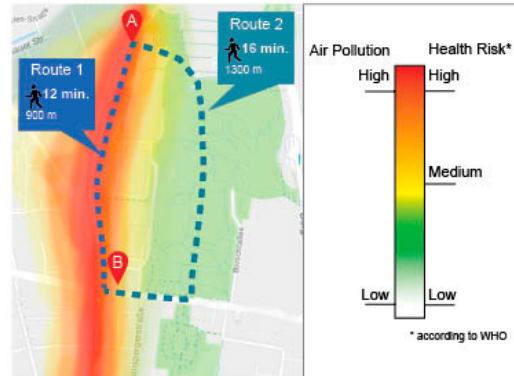 A
Route 2
16 min.
1300 m
Route 1
12 min.
900 m
B
Air Pollution
Health Risk*
High
High
Medium
Low
Low
* according to WHO